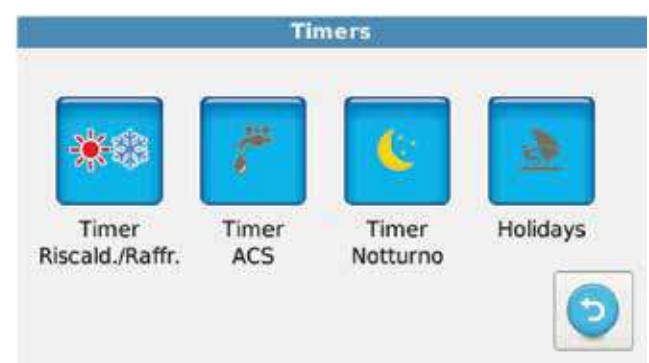 Timers
Timer
Riscald./Raffr.
Timer
ACS
Timer
Notturno
Holidays